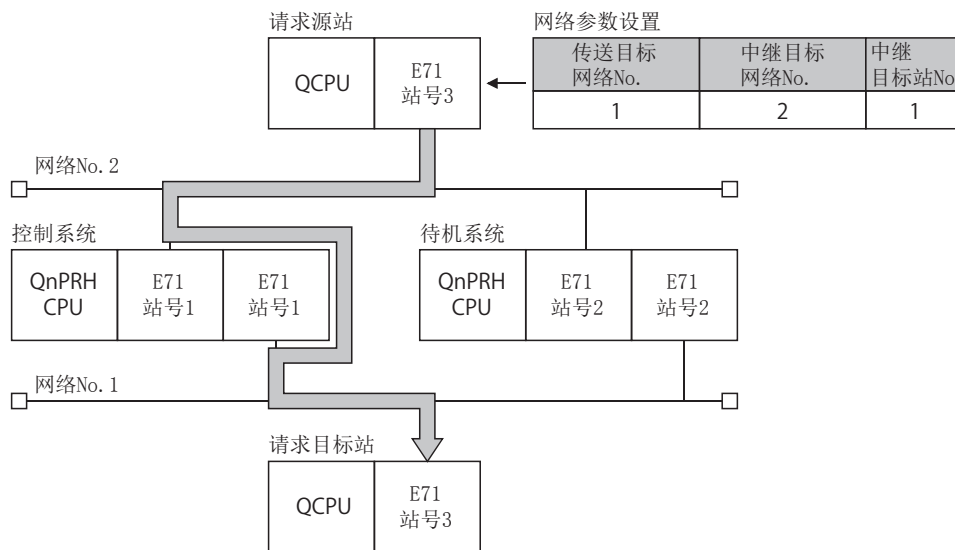 请求源站
网络参数设置
QCPU
E71
站号3
传送目标
网络No.
中继目标
网络No.
中继
目标站No
1
2
1
网络No.2
控制系统
待机系统
QnPRH
CPU
E71
站号1
E71
站号1
QnPRH
CPU
E71
站号2
E71
站号2
网络No.1
请求目标站
QCPU
E71
站号3